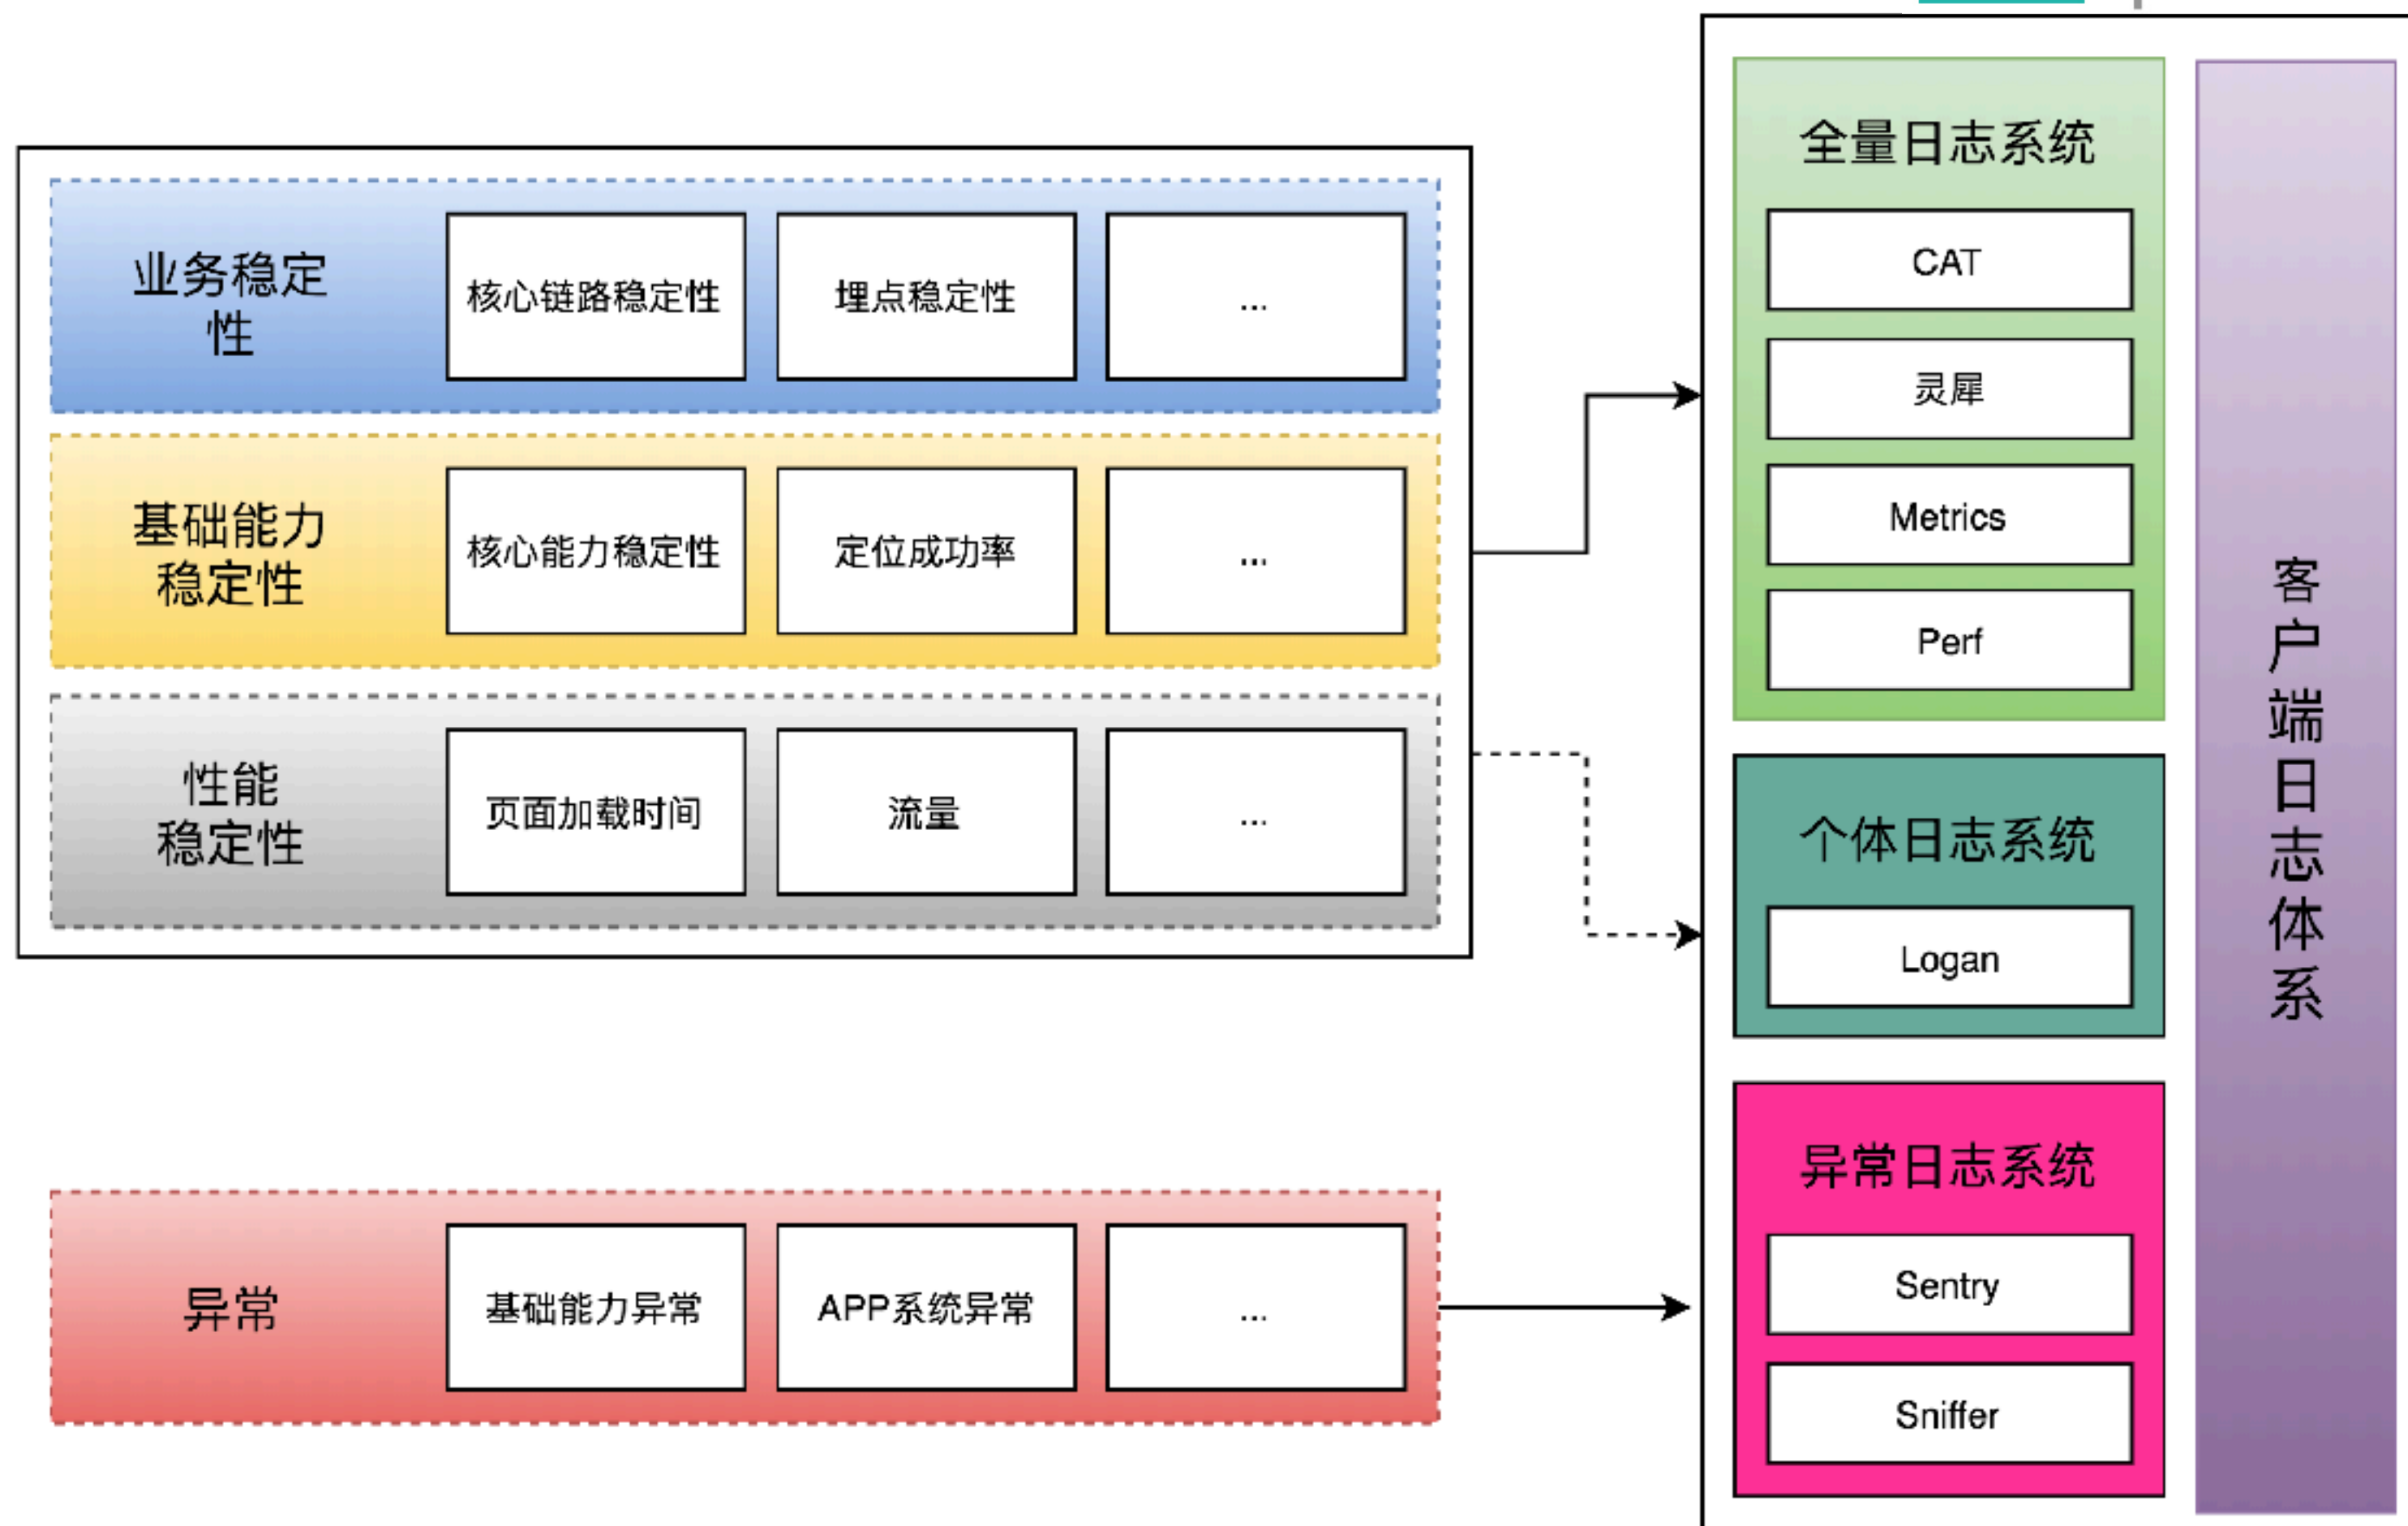 业务稳定
性
核心链路稳定性
埋点稳定性
...
基础能力
稳定性
核心能力稳定性
定位成功率
...
性能
稳定性
页面加载时间
流量
...
异常
基础能力异常
APP系统异常
...
全量日志系统
CAT
灵犀
Metrics
Perf
个体日志系统
Logan
异常日志系统
Sentry
Sniffer
客户端日志体系